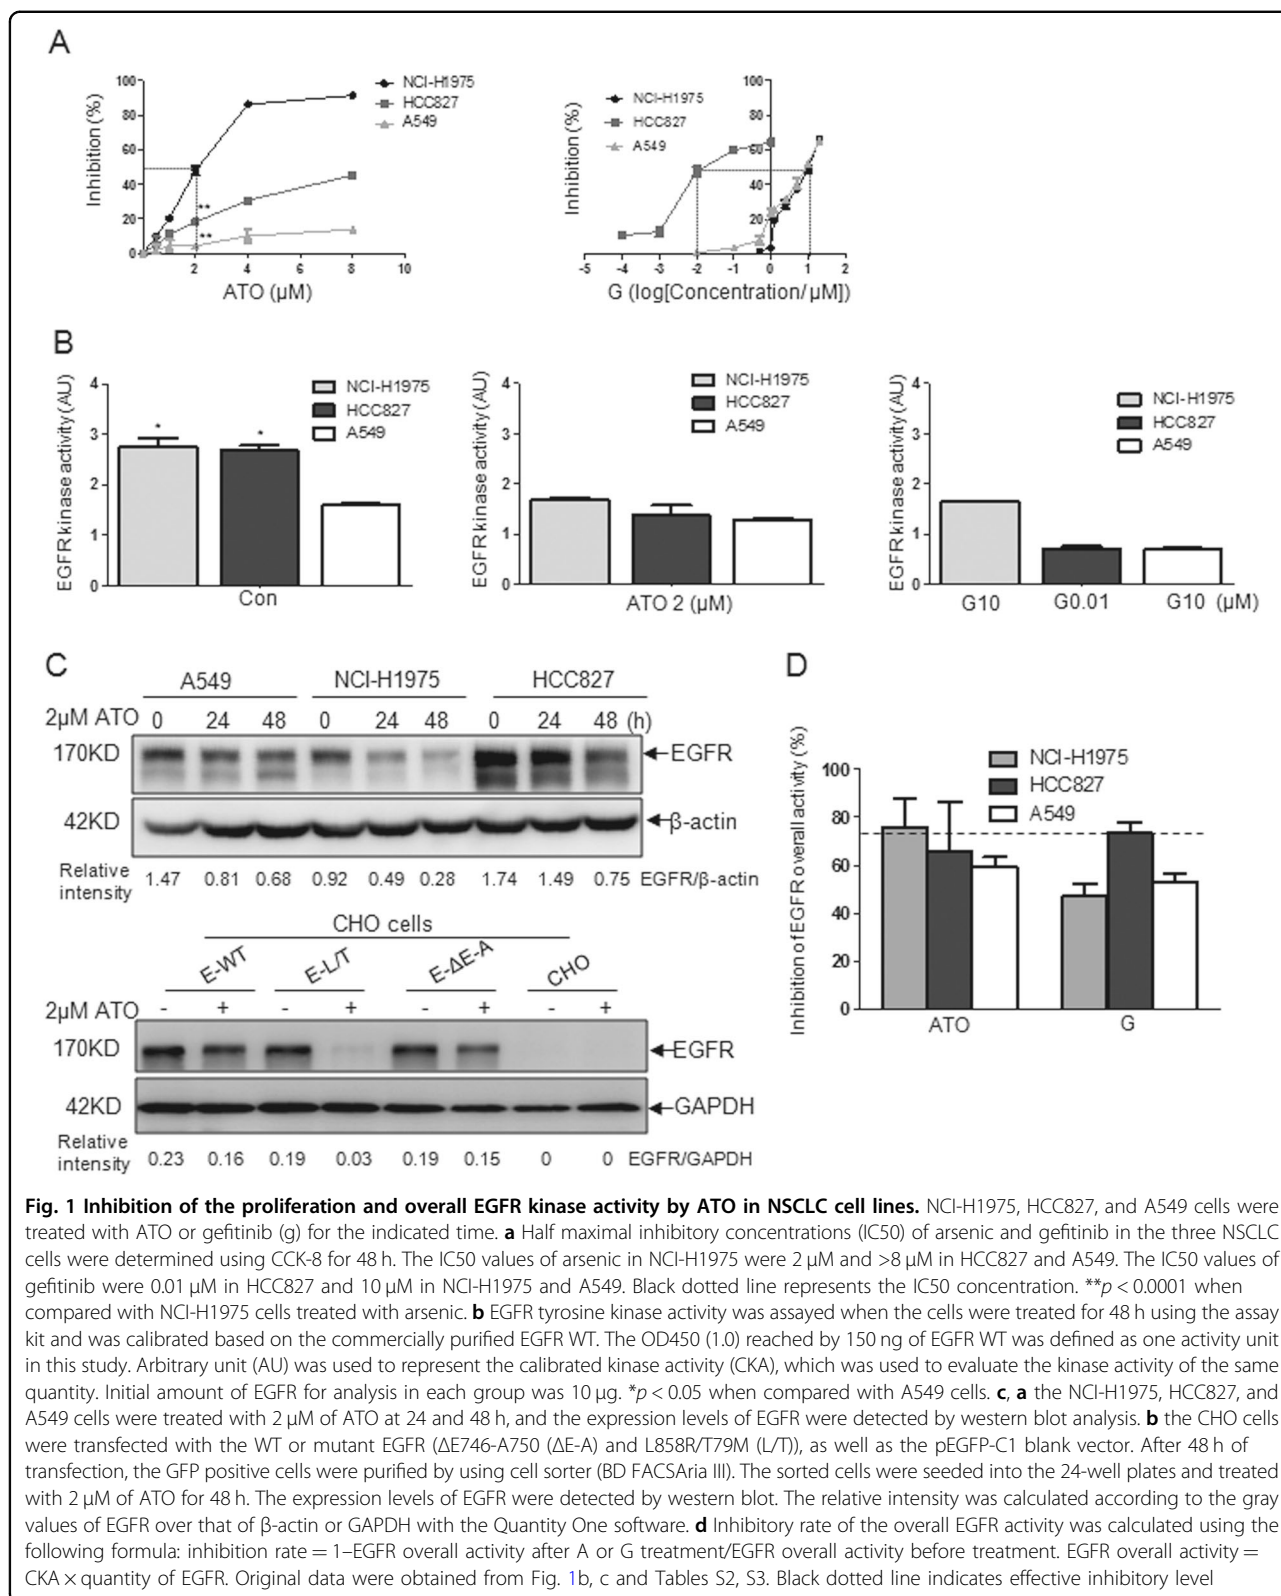 A
100
80
60
40
20
0
Inhibition (%)
NCI-H1975
HCC827
A549
**
**
2
4
6
8
10
ATO (μM)
100
80
60
40
20
0
Inhibition (%)
NCI-H1975
HCC827
A549
-5 -4 -3 -2 -1 0 1 2
G (log[Concentration/μM])
B
4
3
2
1
0
EGFR kinase activity (AU)
NCI-H1975
HCC827
A549
*
*
Con
4
3
2
1
0
EGFR kinase activity (AU)
NCI-H1975
HCC827
A549
ATO 2 (μM)
4
3
2
1
0
EGFR kinase activity (AU)
NCI-H1975
HCC827
A549
G10 G0.01 G10 (μM)
C
A549 NCI-H1975 HCC827
2μM ATO 0 24 48 0 24 48 0 24 48 (h)
170KD EGFR
42KD β-actin
Relative
intensity 1.47 0.81 0.68 0.92 0.49 0.28 1.74 1.49 0.75 EGFR/β-actin
CHO cells
E-WT E-L/T E-ΔE-A CHO
2μM ATO - + - + - + - +
170KD EGFR
42KD GAPDH
Relative
intensity 0.23 0.16 0.19 0.03 0.19 0.15 0 0 EGFR/GAPDH
D
NCI-H1975
HCC827
A549
100
80
60
40
20
0
Inhibition of EGFR overall activity (%)
ATO G
Fig. 1 Inhibition of the proliferation and overall EGFR kinase activity by ATO in NSCLC cell lines. NCI-H1975, HCC827, and A549 cells were
treated with ATO or gefitinib (g) for the indicated time. a Half maximal inhibitory concentrations (IC50) of arsenic and gefitinib in the three NSCLC
cells were determined using CCK-8 for 48 h. The IC50 values of arsenic in NCI-H1975 were 2 μM and >8 μM in HCC827 and A549. The IC50 values of
gefitinib were 0.01 μM in HCC827 and 10 μM in NCI-H1975 and A549. Black dotted line represents the IC50 concentration. **p < 0.0001 when
compared with NCI-H1975 cells treated with arsenic. b EGFR tyrosine kinase activity was assayed when the cells were treated for 48 h using the assay
kit and was calibrated based on the commercially purified EGFR WT. The OD450 (1.0) reached by 150 ng of EGFR WT was defined as one activity unit
in this study. Arbitrary unit (AU) was used to represent the calibrated kinase activity (CKA), which was used to evaluate the kinase activity of the same
quantity. Initial amount of EGFR for analysis in each group was 10 μg. *p < 0.05 when compared with A549 cells. c, a the NCI-H1975, HCC827, and
A549 cells were treated with 2 μM of ATO at 24 and 48 h, and the expression levels of EGFR were detected by western blot analysis. b the CHO cells
were transfected with the WT or mutant EGFR (ΔE746-A750 (ΔE-A) and L858R/T79M (L/T)), as well as the pEGFP-C1 blank vector. After 48 h of
transfection, the GFP positive cells were purified by using cell sorter (BD FACSAria III). The sorted cells were seeded into the 24-well plates and treated
with 2 μM of ATO for 48 h. The expression levels of EGFR were detected by western blot. The relative intensity was calculated according to the gray
values of EGFR over that of β-actin or GAPDH with the Quantity One software. d Inhibitory rate of the overall EGFR activity was calculated using the
following formula: inhibition rate = 1–EGFR overall activity after A or G treatment/EGFR overall activity before treatment. EGFR overall activity =
CKA × quantity of EGFR. Original data were obtained from Fig. 1b, c and Tables S2, S3. Black dotted line indicates effective inhibitory level